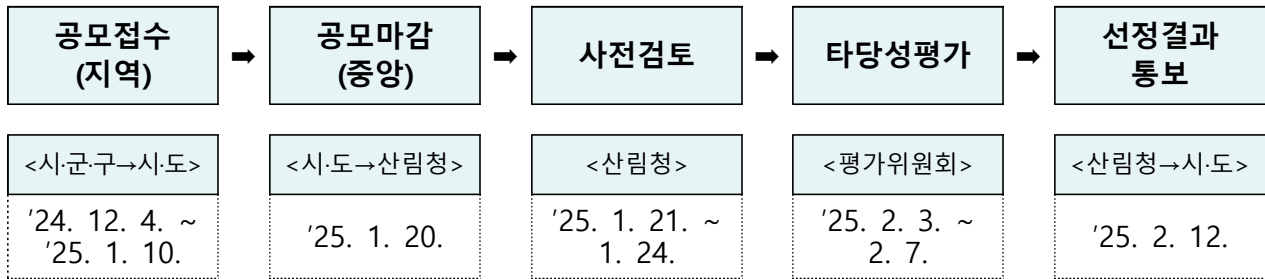 공모접수
(지역)
➡
공모마감
(중앙)
➡
사전검토
➡
타당성평가
➡
선정결과
통보
<시·군·구→시·도>
<시·도→산림청>
<산림청>
<평가위원회>
<산림청→시·도>
'24. 12. 4. ~
'25. 1. 10.
'25. 1. 20.
'25. 1. 21. ~
1. 24.
'25. 2. 3. ~
2. 7.
'25. 2. 12.